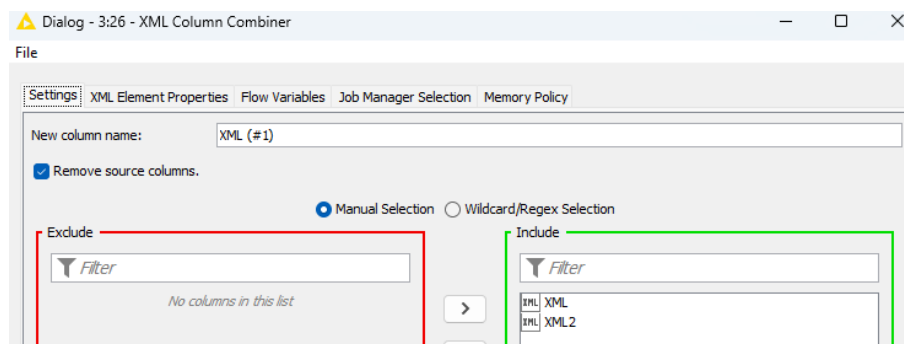 Dialog - 3:26 - XML Column Combiner
File
Settings XML Element Properties Flow Variables Job Manager Selection Memory Policy
New column name: XML (#1)
Remove source columns.
Manual Selection Wildcard/Regex Selection
Exclude Include
Filter Filter
No columns in this list
> XML XML
XML XML2